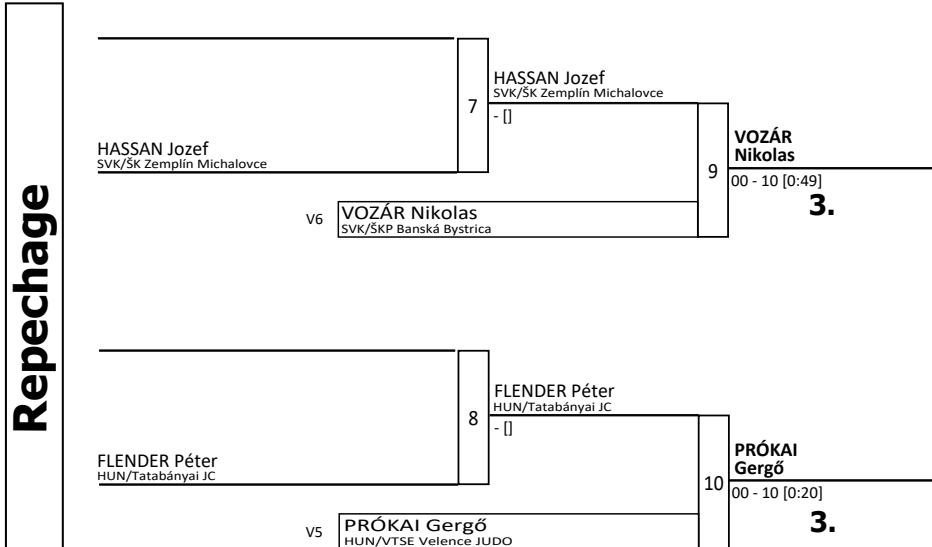 Repechage
7
HASSAN Jozef
SVK/ŠK Zemplín Michalovce
- []
HASSAN Jozef
SVK/ŠK Zemplín Michalovce
9
VOZÁR
Nikolas
00 - 10 [0:49]
3.
V6
VOZÁR Nikolas
SVK/ŠKP Banská Bystrica
8
FLENDER Péter
HUN/Tatabányai JC
- []
FLENDER Péter
HUN/Tatabányai JC
10
PRÓKAI
Gergő
00 - 10 [0:20]
3.
V5
PRÓKAI Gergő
HUN/VTSE Velence JUDO